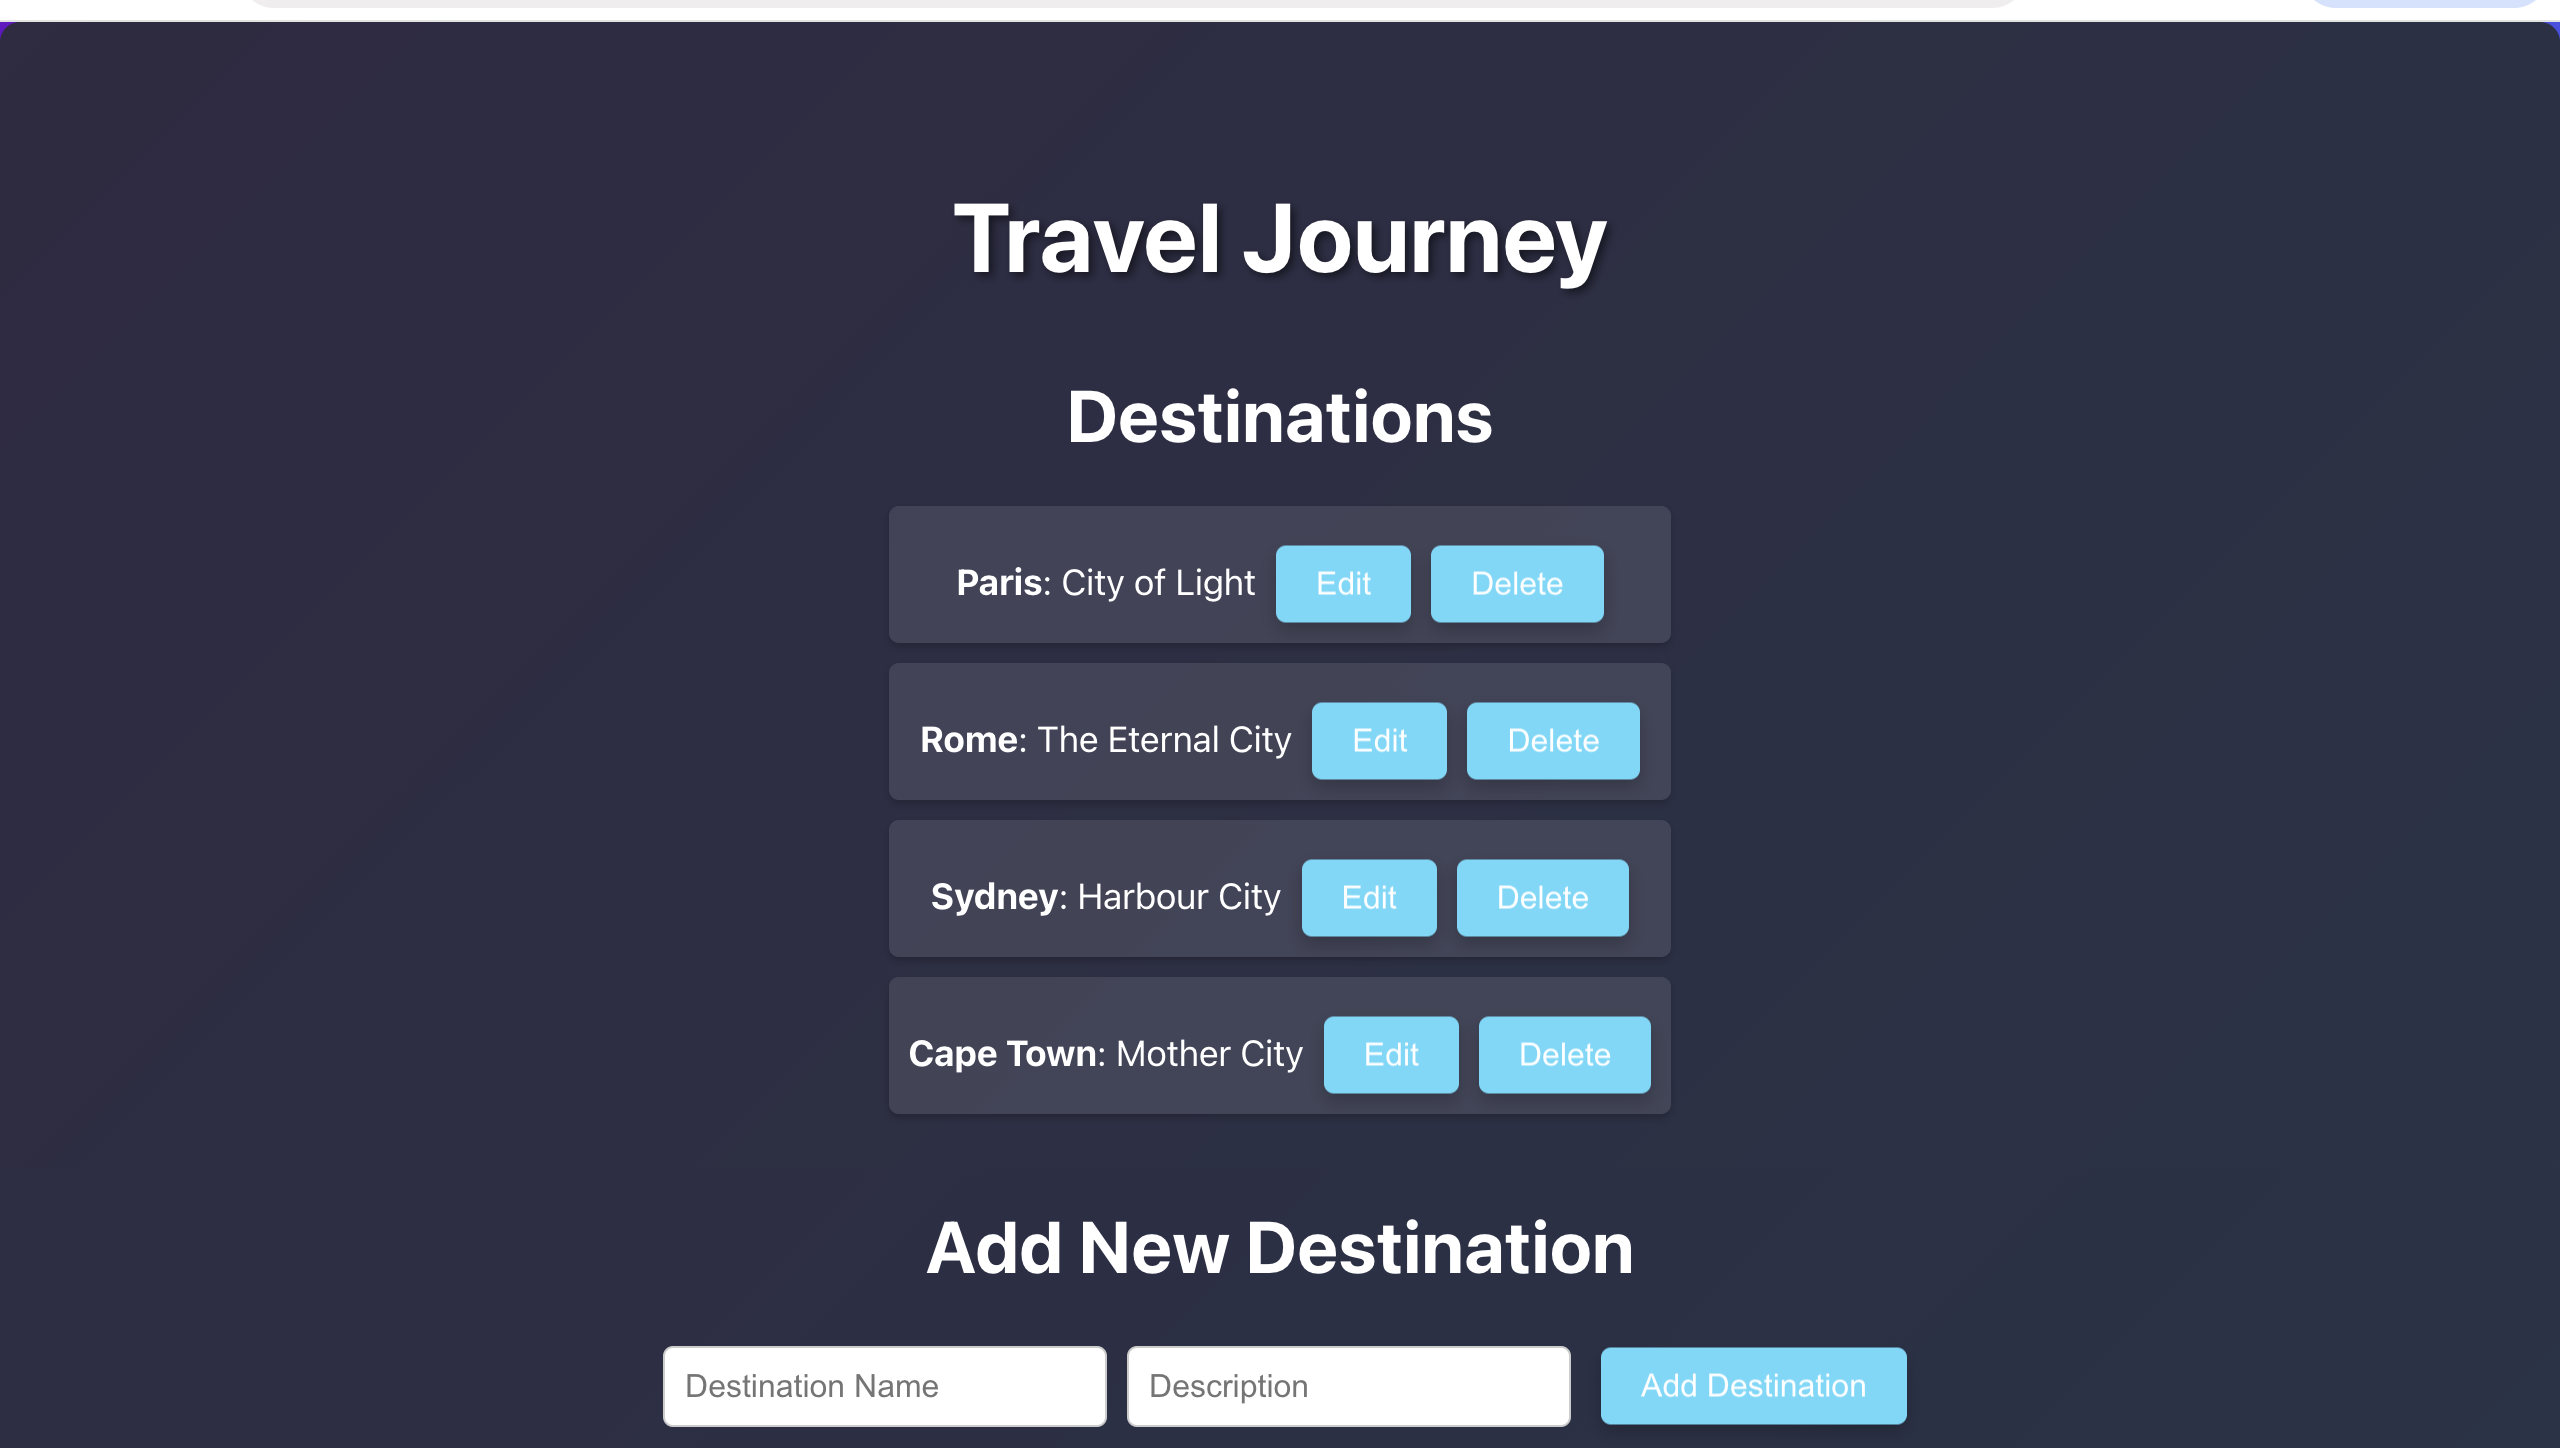 Travel Journey
Destinations
Paris: City of Light Edit Delete
Rome: The Eternal City Edit Delete
Sydney: Harbour City Edit Delete
Cape Town: Mother City Edit Delete
Add New Destination
Destination Name Description Add Destination